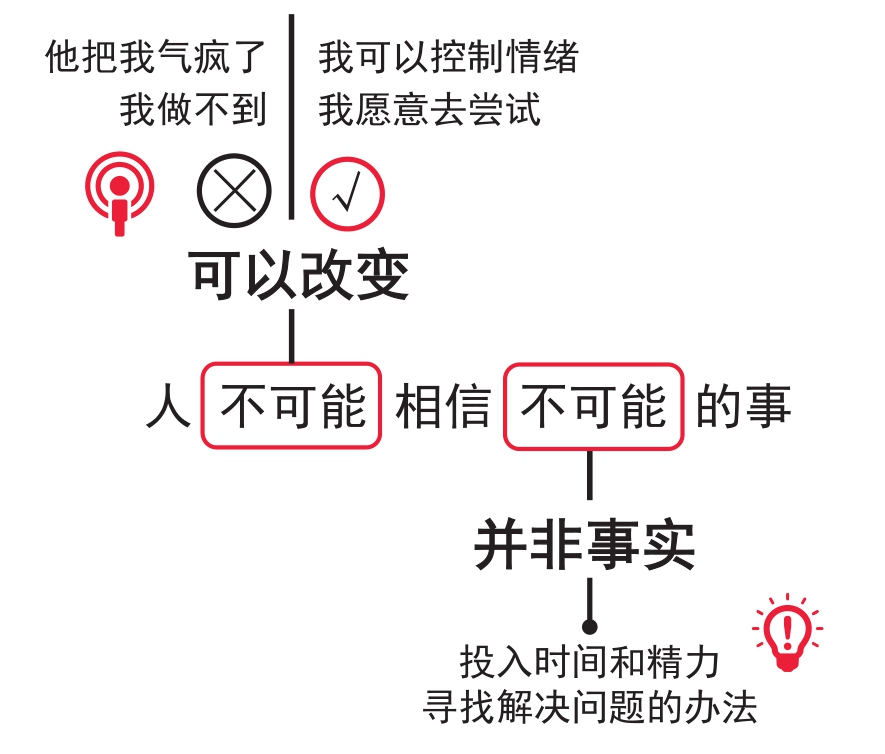 他把我气疯了
我做不到
我可以控制情绪
我愿意去尝试
可以改变
人 不可能 相信 不可能 的事
并非事实
投入时间和精力
寻找解决问题的办法